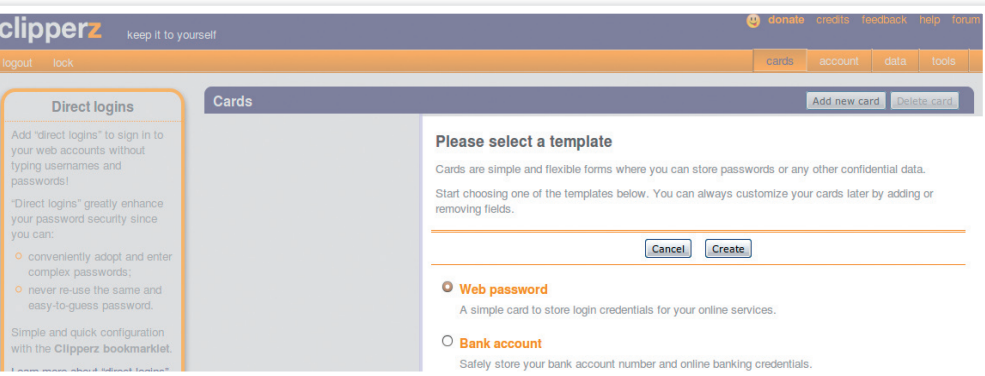 clipperz keep it to yourself
donate credits feedback help forum
logout lock
cards account data tools
Direct logins
Add "direct logins" to sign in to
your web accounts without
typing usernames and
passwords!
"Direct logins" greatly enhance
your password security since
you can:
conveniently adopt and enter
complex passwords;
never re-use the same and
easy-to-guess password.
Simple and quick configuration
with the Clipperz bookmarklet.
Learn more about "direct logins"
Cards
Add new card Delete card
Please select a template
Cards are simple and flexible forms where you can store passwords or any other confidential data.
Start choosing one of the templates below. You can always customize your cards later by adding or
removing fields.
Cancel Create
Web password
A simple card to store login credentials for your online services.
Bank account
Safely store your bank account number and online banking credentials.